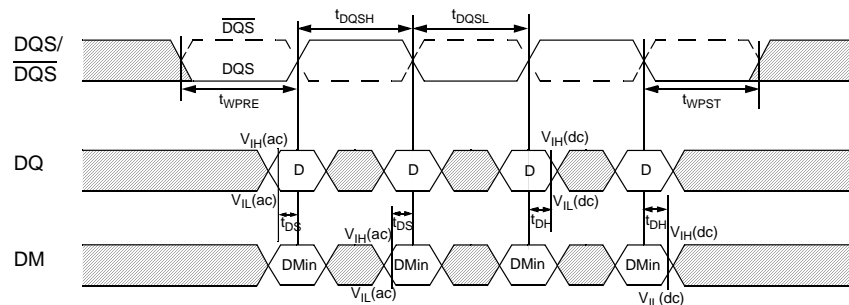 DQS/
DQS
DQS
DQS
tDQSH
tDQSL
tWPRE
tWPST
DQ
VIH(ac)
VIL(ac)
D
D
D
D
VIH(dc)
VIL(dc)
tDS
tDS
tDH
tDH
DM
VIH(ac)
VIL(ac)
DMin
DMin
DMin
DMin
VIH(dc)
VIL(dc)